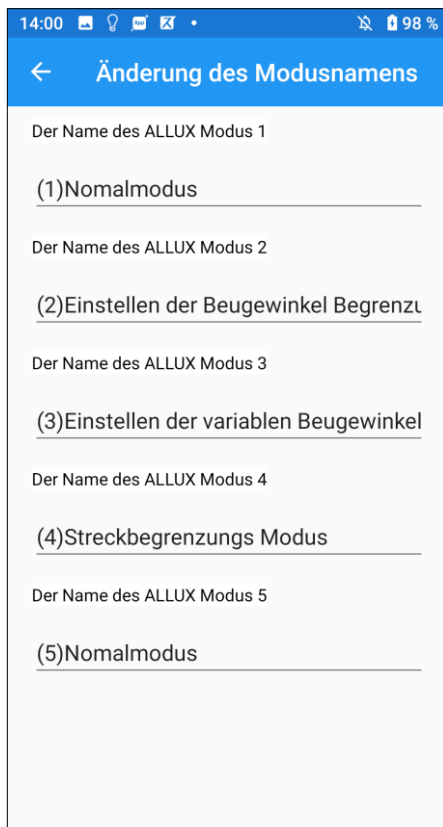 14:00 98 %
Änderung des Modusnamens
Der Name des ALLUX Modus 1
(1)Nomalmodus
Der Name des ALLUX Modus 2
(2)Einstellen der Beugewinkel Begrenzu
Der Name des ALLUX Modus 3
(3)Einstellen der variablen Beugewinkel
Der Name des ALLUX Modus 4
(4)Streckbegrenzungs Modus
Der Name des ALLUX Modus 5
(5)Nomalmodus